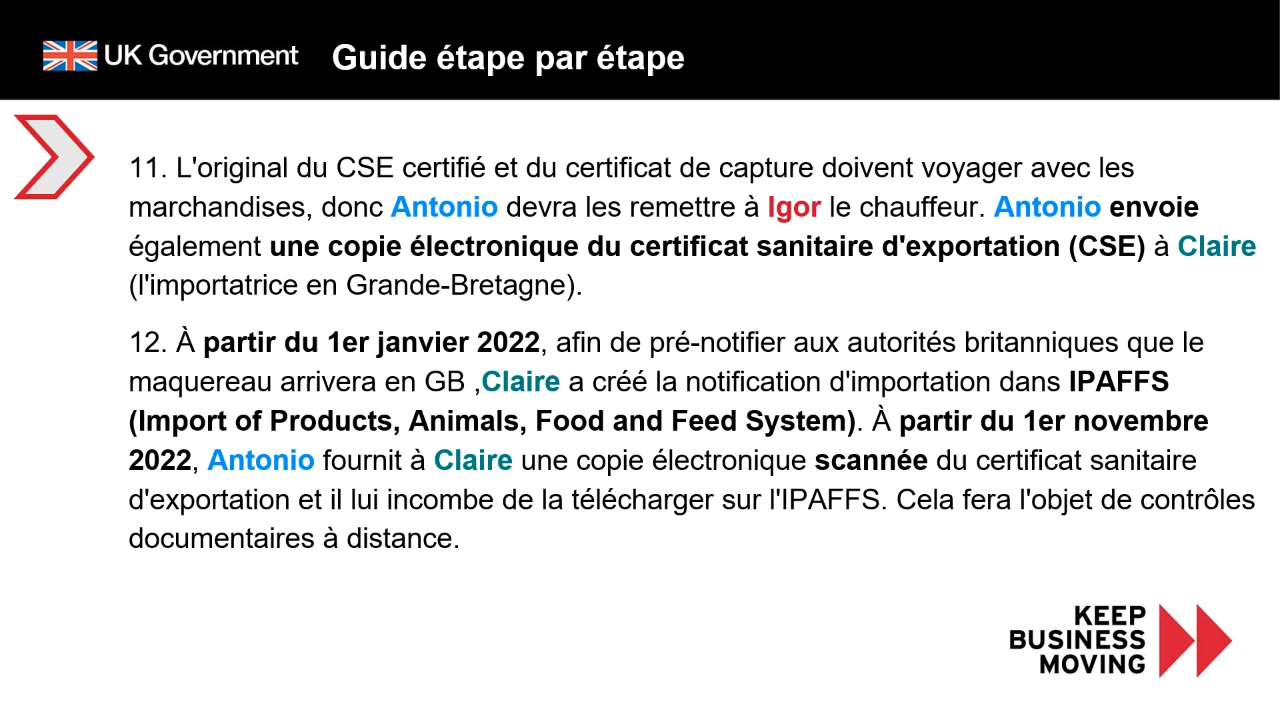 UK Government Guide étape par étape
11. L'original du CSE certifié et du certificat de capture doivent voyager avec les
marchandises, donc Antonio devra les remettre à Igor le chauffeur. Antonio envoie
également une copie électronique du certificat sanitaire d'exportation (CSE) à Claire
(l'importatrice en Grande-Bretagne).
12. À partir du 1er janvier 2022, afin de pré-notifier aux autorités britanniques que le
maquereau arrivera en GB ,Claire a créé la notification d'importation dans IPAFFS
(Import of Products, Animals, Food and Feed System). À partir du 1er novembre
2022, Antonio fournit à Claire une copie électronique scannée du certificat sanitaire
d'exportation et il lui incombe de la télécharger sur l'IPAFFS. Cela fera l'objet de contrôles
documentaires à distance.
KEEP
BUSINESS
MOVING